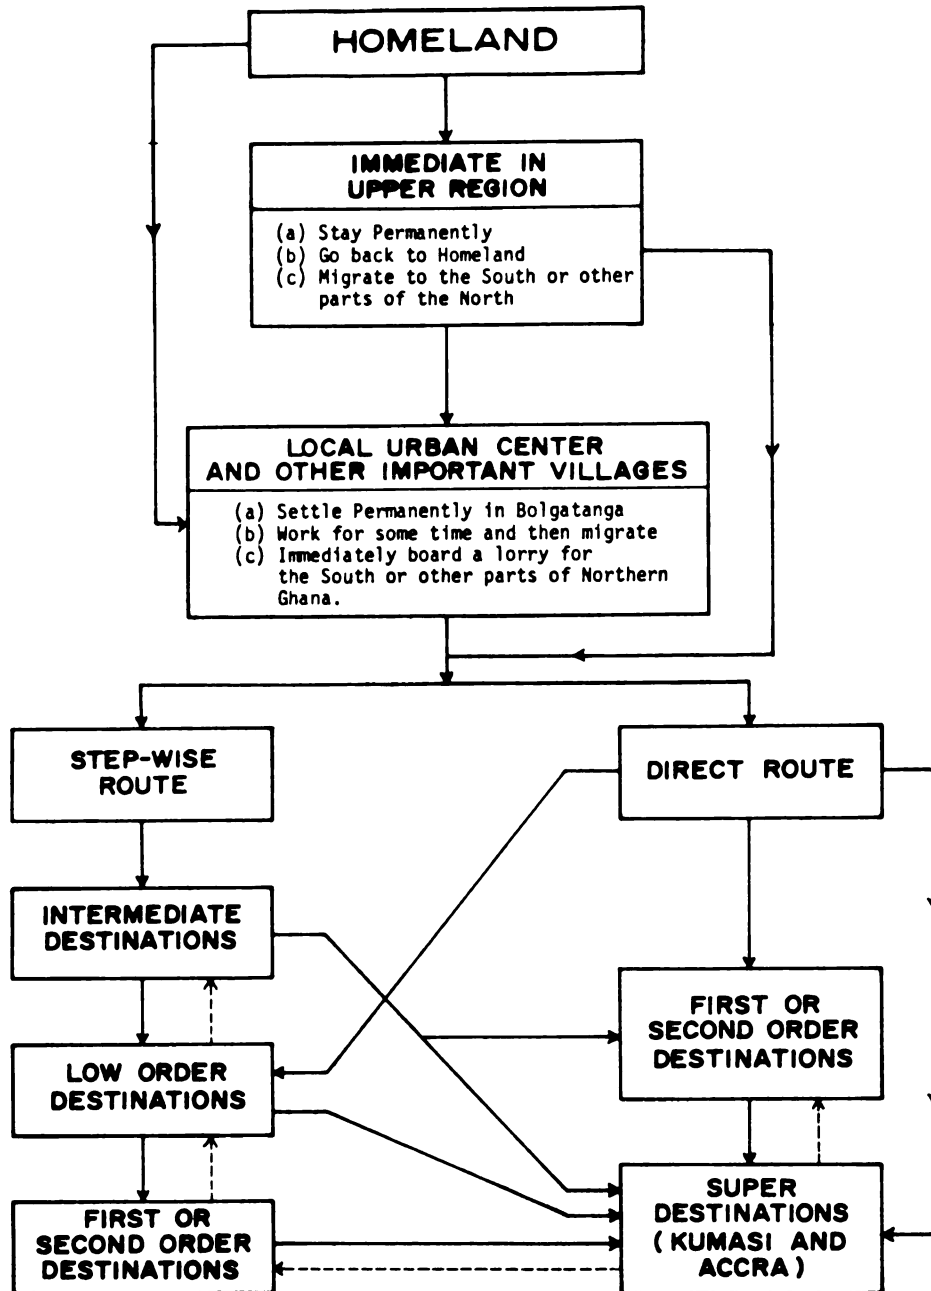 HOMELAND
IMMEDIATE IN
UPPER REGION
(a) Stay Permanently
(b) Go back to Homeland
(c) Migrate to the South or other
parts of the North
LOCAL URBAN CENTER
AND OTHER IMPORTANT VILLAGES
(a) Settle Permanently in Bolgatanga
(b) Work for some time and then migrate
(c) Immediately board a lorry for
the South or other parts of Northern
Ghana.
STEP-WISE
ROUTE
DIRECT ROUTE
INTERMEDIATE
DESTINATIONS
FIRST OR
SECOND ORDER
DESTINATIONS
LOW ORDER
DESTINATIONS
FIRST OR
SECOND ORDER
DESTINATIONS
SUPER
DESTINATIONS
(KUMASI AND
ACCRA)